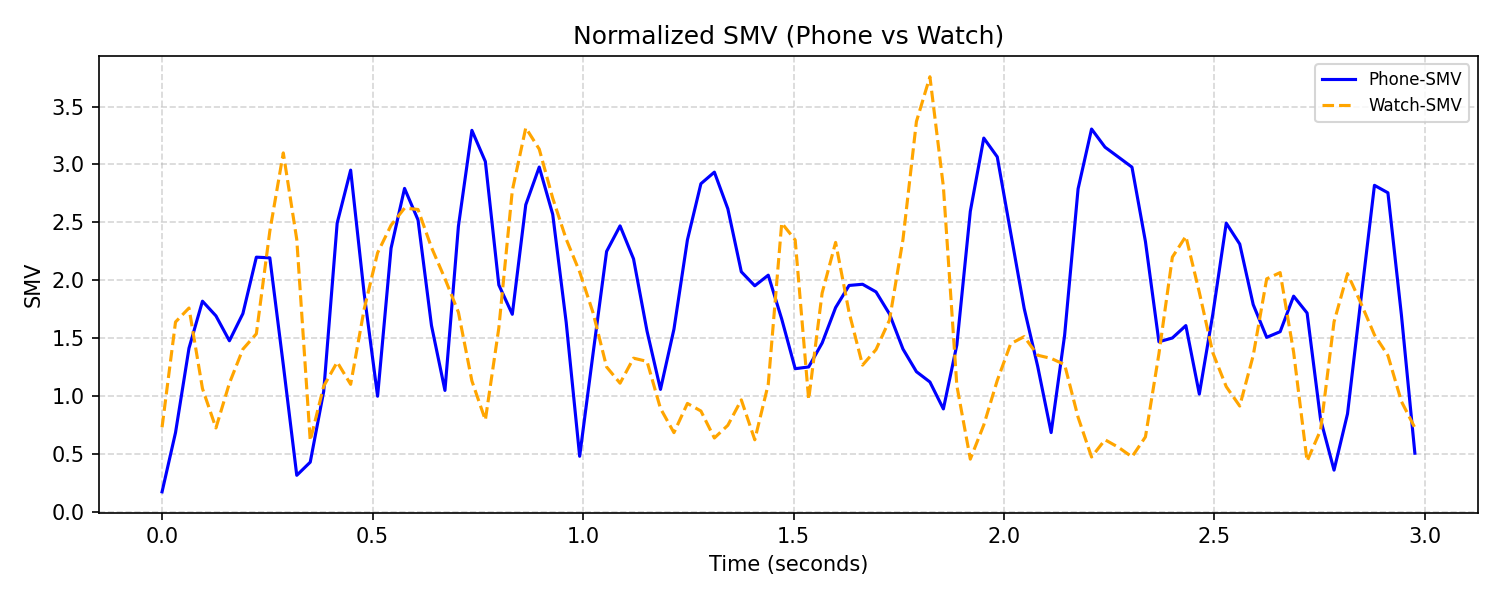 Normalized SMV (Phone vs Watch)
Phone-SMV
Watch-SMV
SMV
3.5
3.0
2.5
2.0
1.5
1.0
0.5
0.0
0.0 0.5 1.0 1.5 2.0 2.5 3.0
Time (seconds)